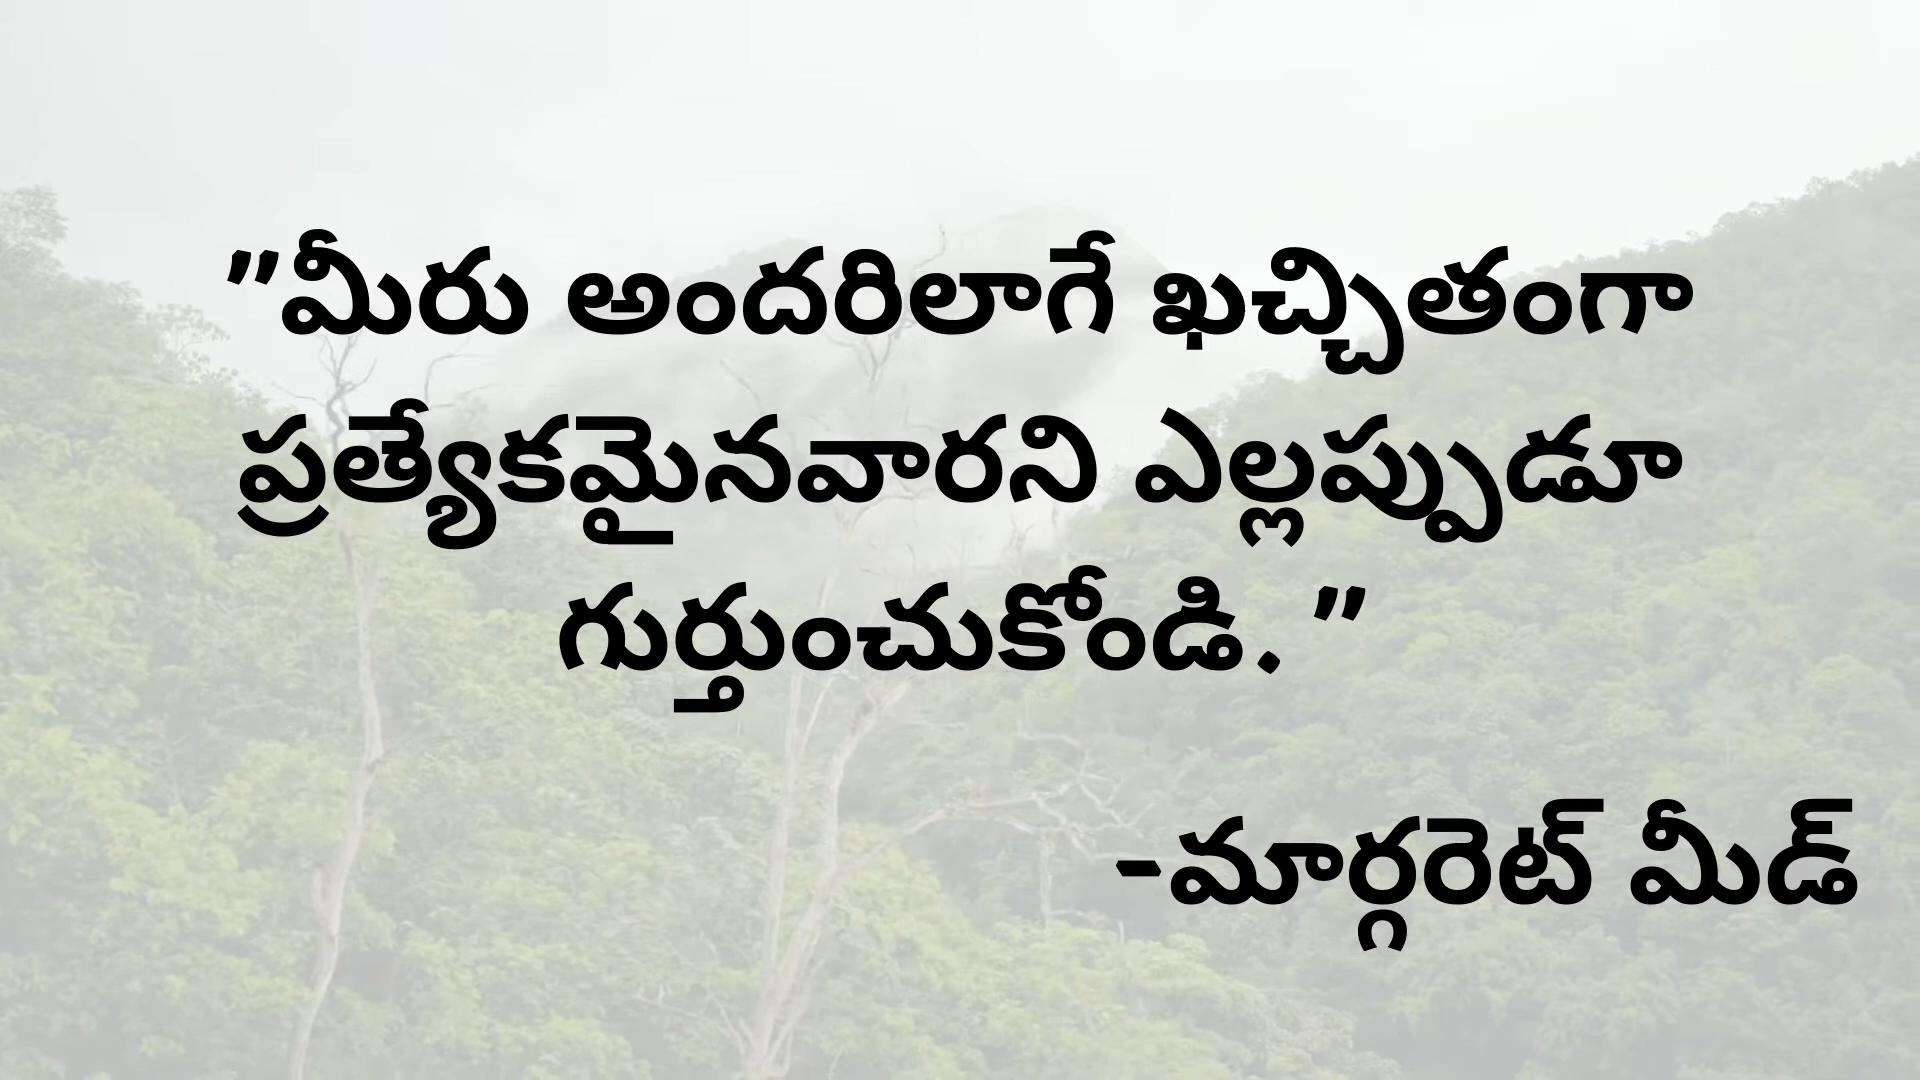 "మీరు అందరిలాగే ఖచ్చితంగా
ప్రత్యేకమైనవారని ఎల్లప్పుడూ
గుర్తుంచుకోండి."
-మార్గరెట్ మీడ్